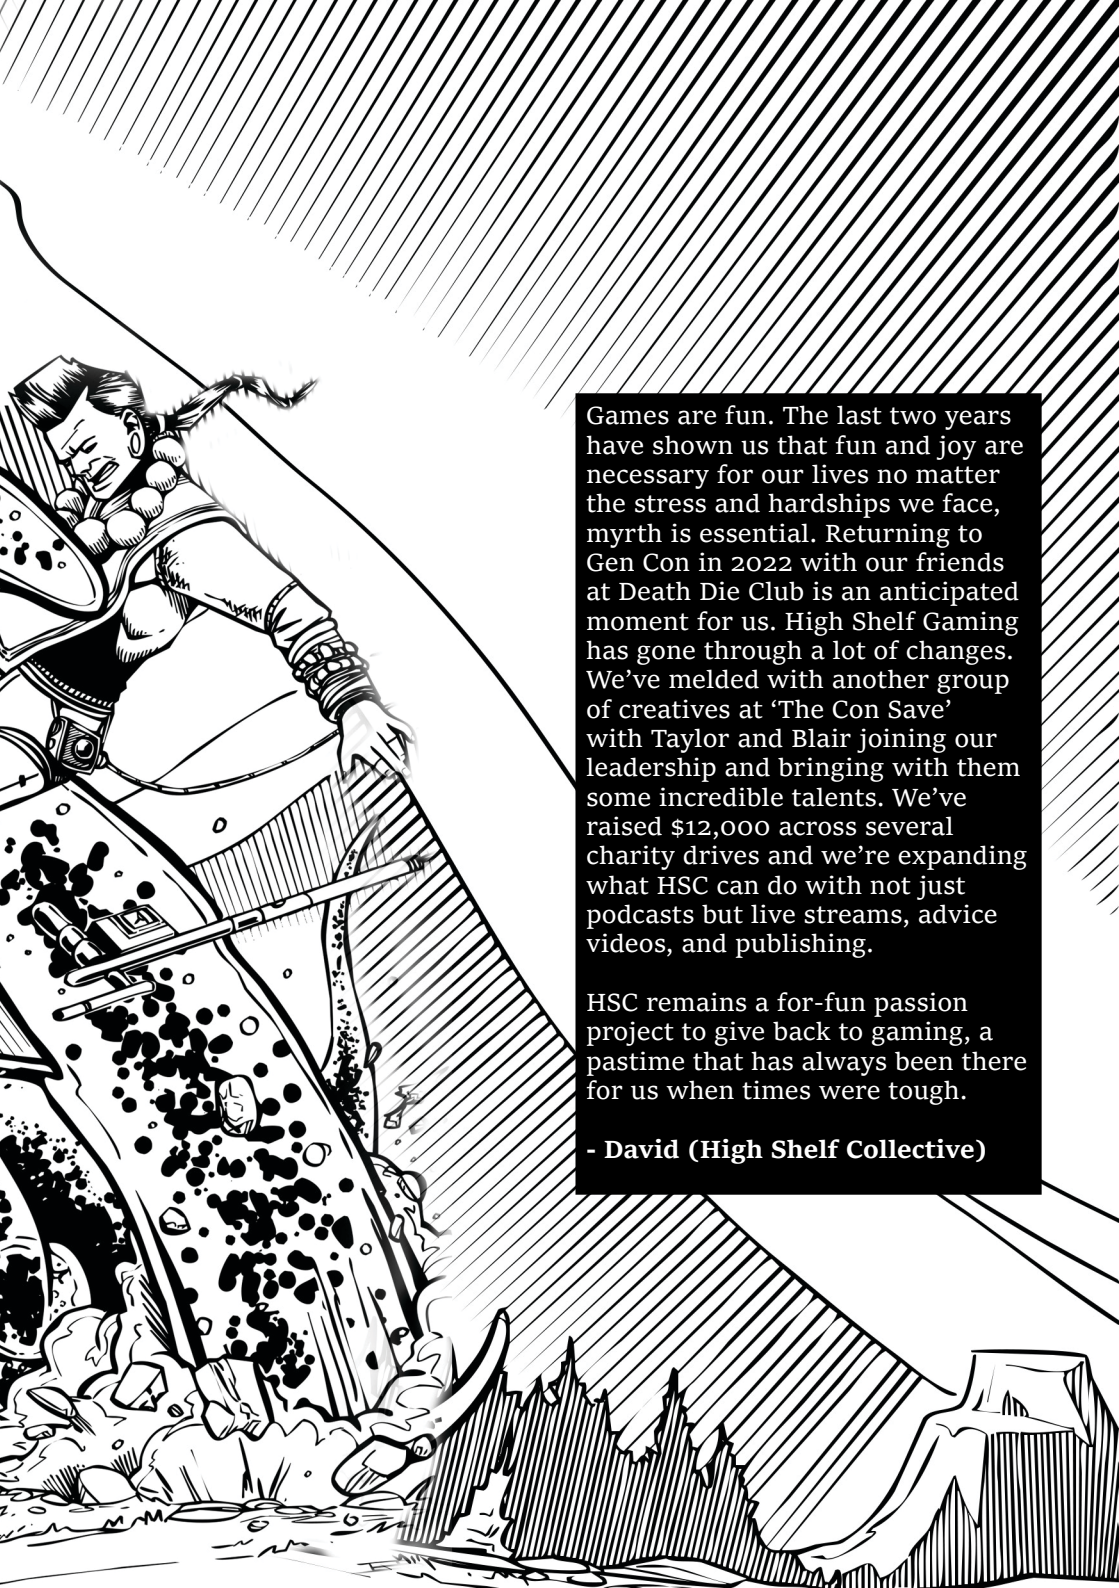 Games are fun. The last two years
have shown us that fun and joy are
necessary for our lives no matter
the stress and hardships we face,
myrth is essential. Returning to
Gen Con in 2022 with our friends
at Death Die Club is an anticipated
moment for us. High Shelf Gaming
has gone through a lot of changes.
We’ve melded with another group
of creatives at ‘The Con Save’
with Taylor and Blair joining our
leadership and bringing with them
some incredible talents. We’ve
raised $12,000 across several
charity drives and we’re expanding
what HSC can do with not just
podcasts but live streams, advice
videos, and publishing.
HSC remains a for-fun passion
project to give back to gaming, a
pastime that has always been there
for us when times were tough.
- David (High Shelf Collective)